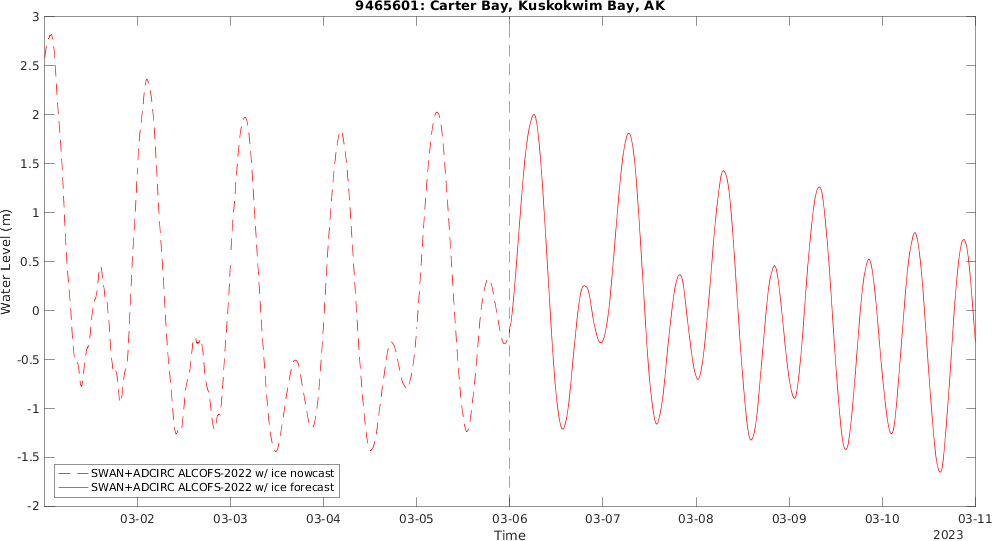 9465601: Carter Bay, Kuskokwim Bay, AK
3
2.5
2
1.5
1
0.5
0
-0.5
-1
-1.5
-2
Water Level (m)
SWAN+ADCIRC ALCOFS-2022 w/ ice nowcast
SWAN+ADCIRC ALCOFS-2022 w/ ice forecast
03-02 03-03 03-04 03-05 03-06 03-07 03-08 03-09 03-10 03-11
Time
2023